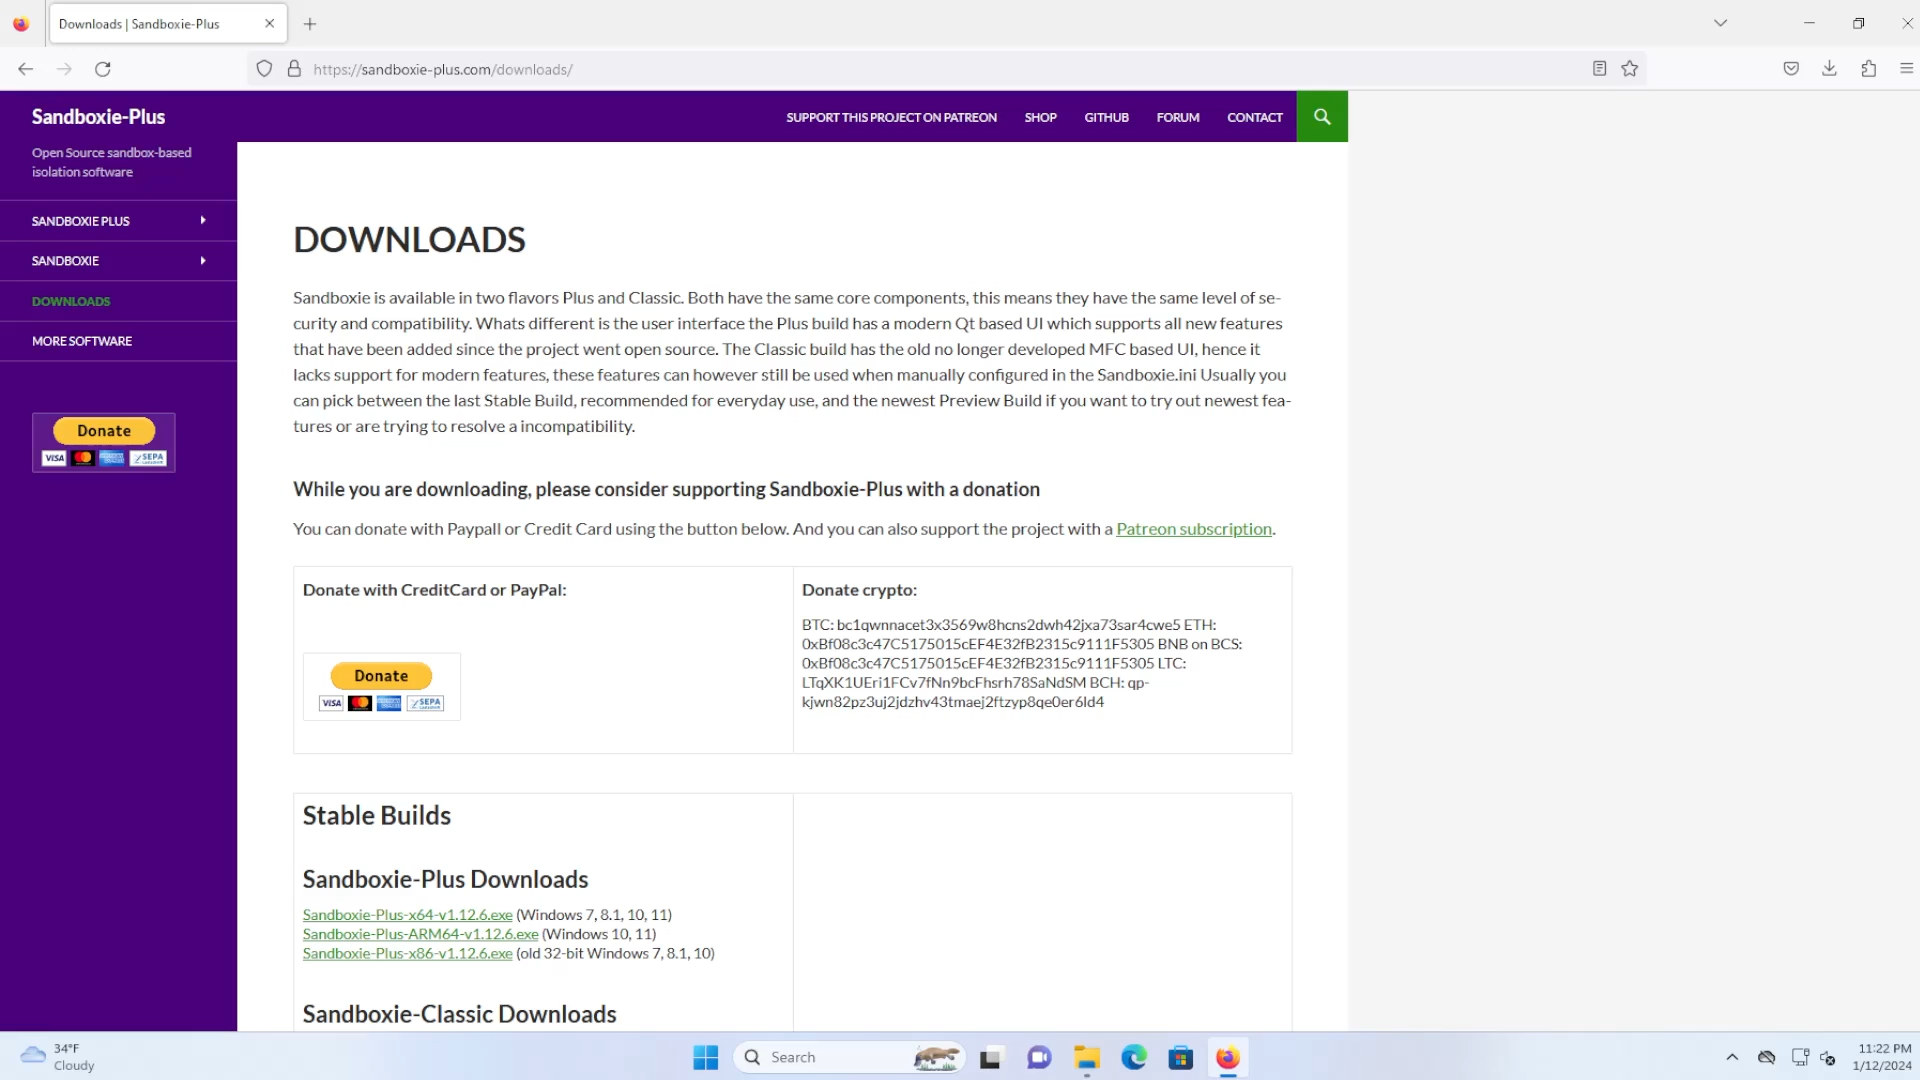 Downloads | Sandboxie-Plus
https://sandboxie-plus.com/downloads/
Sandboxie-Plus
SUPPORT THIS PROJECT ON PATREON
SHOP
GITHUB
FORUM
CONTACT
Open Source sandbox-based
isolation software
SANDBOXIE PLUS
SANDBOXIE
DOWNLOADS
MORE SOFTWARE
Donate
VISA
SEPA
DOWNLOADS
Sandboxie is available in two flavors Plus and Classic. Both have the same core components, this means they have the same level of se-
curity and compatibility. Whats different is the user interface the Plus build has a modern Qt based UI which supports all new features
that have been added since the project went open source. The Classic build has the old no longer developed MFC based UI, hence it
lacks support for modern features, these features can however still be used when manually configured in the Sandboxie.ini Usually you
can pick between the last Stable Build, recommended for everyday use, and the newest Preview Build if you want to try out newest fea-
tures or are trying to resolve a incompatibility.
While you are downloading, please consider supporting Sandboxie-Plus with a donation
You can donate with Paypall or Credit Card using the button below. And you can also support the project with a Patreon subscription.
Donate with CreditCard or PayPal:
Donate
VISA
SEPA
Donate crypto:
BTC: bc1qwnnacet3x3569w8hcns2dwh42jxa73sar4cwe5 ETH:
0xBf08c3c47C5175015cEF4E32fB2315c9111F5305 BNB on BCS:
0xBf08c3c47C5175015cEF4E32fB2315c9111F5305 LTC:
LTqXK1UEri1FCv7fNn9bcFhsrh78SaNdSM BCH: qp-
kjwn82pz3uj2jdzhv43tmaej2ftzyp8qe0er6ld4
Stable Builds
Sandboxie-Plus Downloads
Sandboxie-Plus-x64-v1.12.6.exe (Windows 7, 8.1, 10, 11)
Sandboxie-Plus-ARM64-v1.12.6.exe (Windows 10, 11)
Sandboxie-Plus-x86-v1.12.6.exe (old 32-bit Windows 7, 8.1, 10)
Sandboxie-Classic Downloads
34°F
Cloudy
Search
11:22 PM
1/12/2024